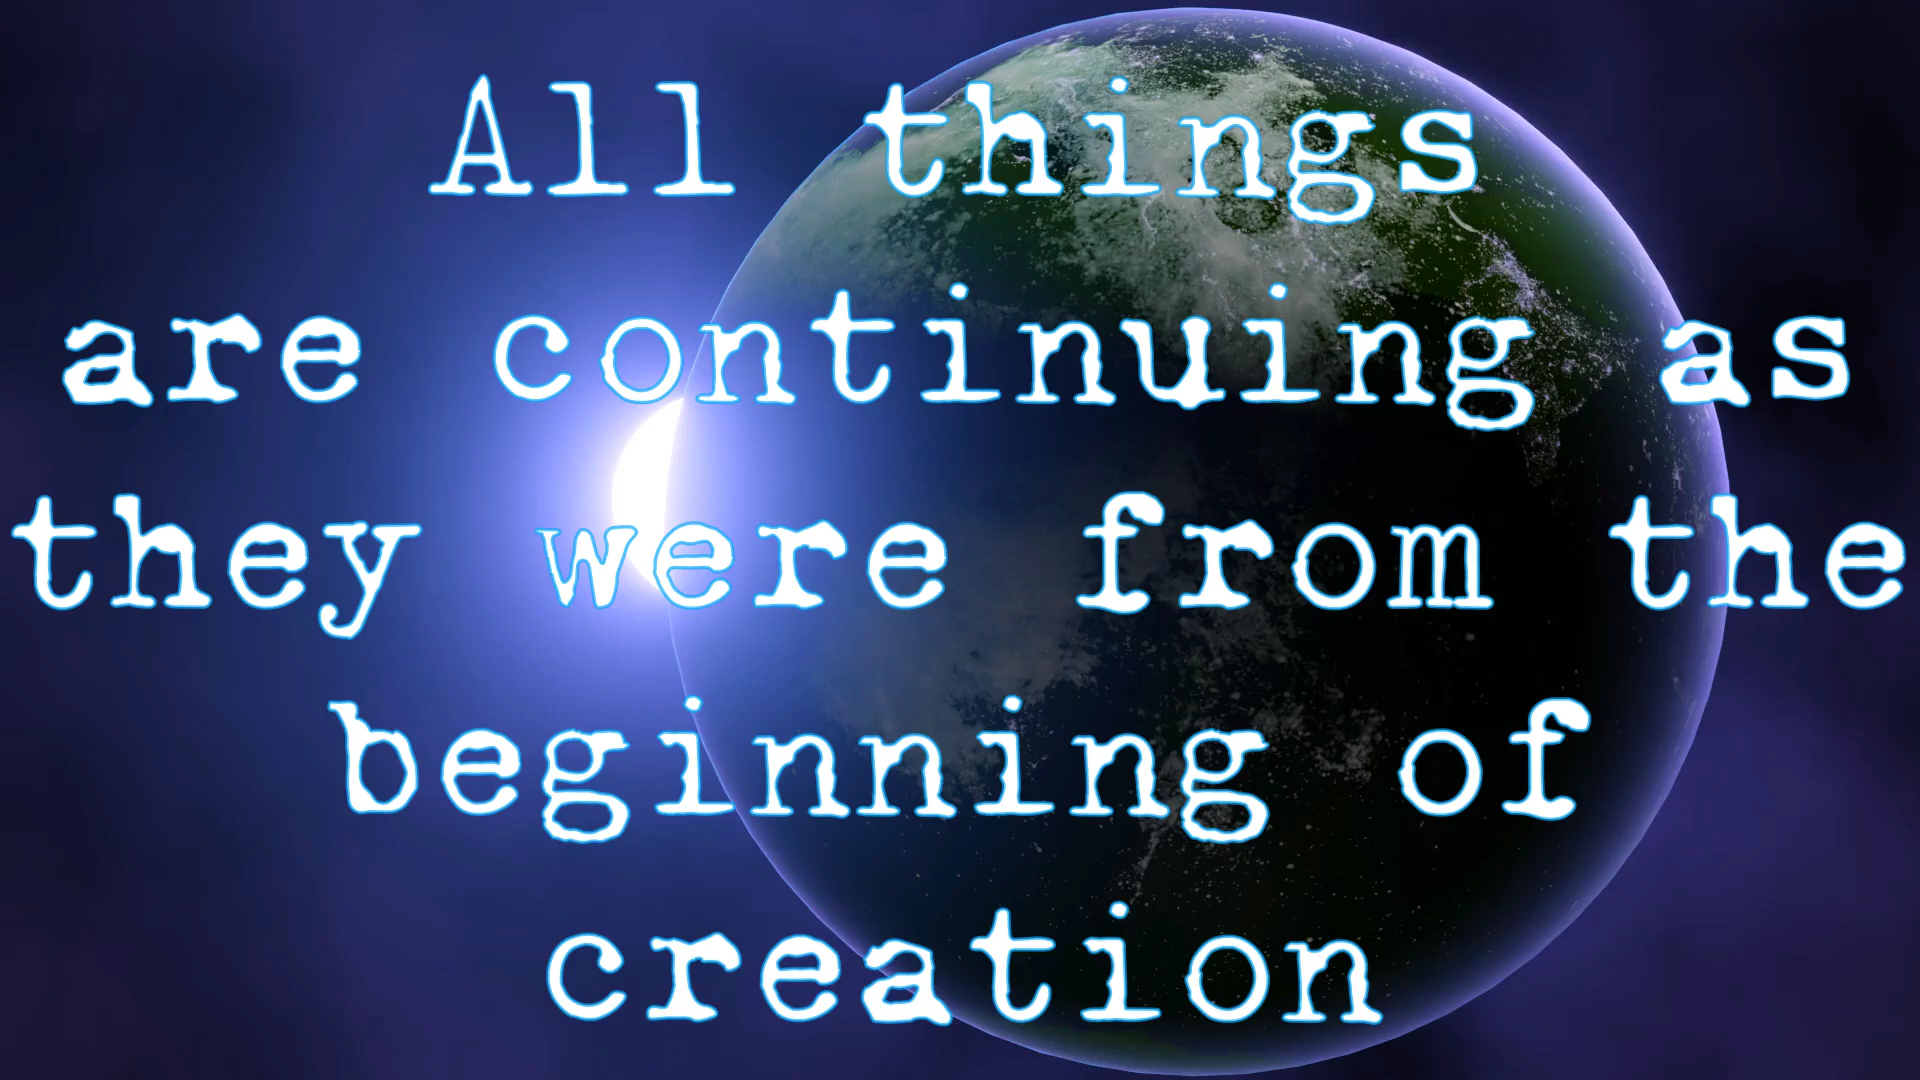 All things
are continuing as
they were from the
beginning of
creation